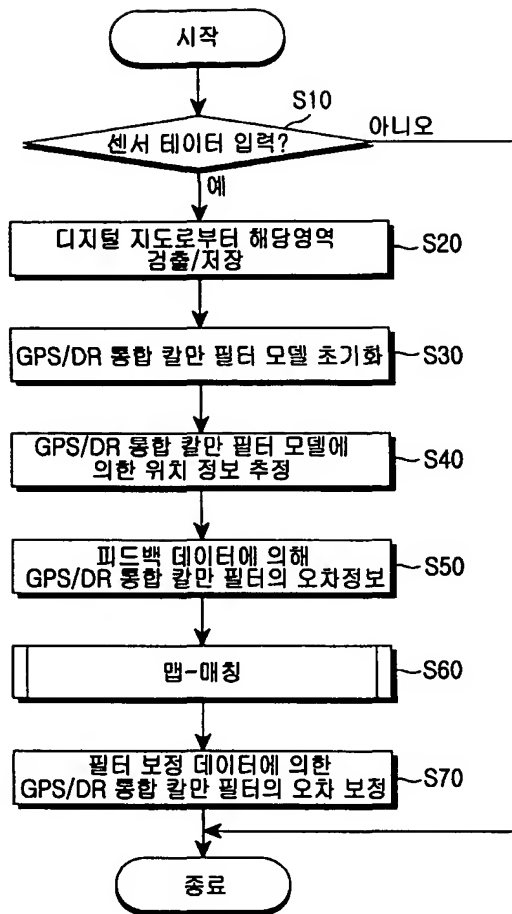 시작
S10
센서 테이터 입력?
아니오
예
디지털 지도로부터 해당영역
검출/저장
S20
GPS/DR 통합 칼만 필터 모델 초기화
S30
GPS/DR 통합 칼만 필터 모델에
의한 위치 정보 추정
S40
피드백 데이터에 의해
GPS/DR 통합 칼만 필터의 오차정보
S50
맵-매칭
S60
필터 보정 데이터에 의한
GPS/DR 통합 칼만 필터의 오차 보정
S70
종료